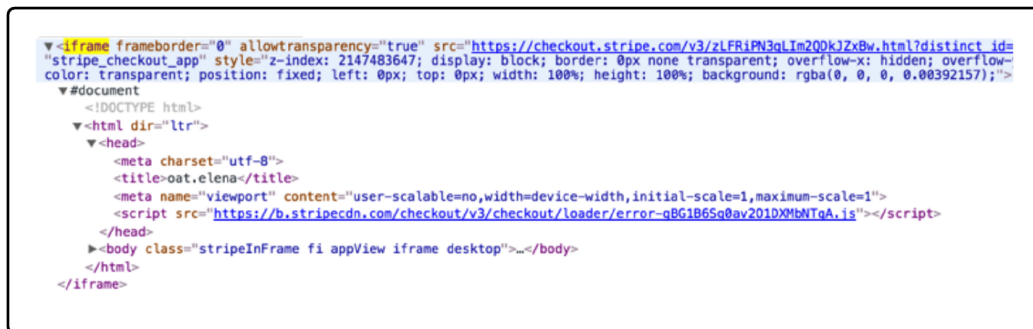 ▼<iframe frameborder="0" allowtransparency="true" src="https://checkout.stripe.com/v3/zLFRiPN3qLIm2QDkJZxBw.html?distinct_id=
"stripe_checkout_app" style="z-index: 2147483647; display: block; border: 0px none transparent; overflow-x: hidden; overflow-
color: transparent; position: fixed; left: 0px; top: 0px; width: 100%; height: 100%; background: rgba(0, 0, 0, 0.00392157);">
▼#document
<!DOCTYPE html>
▼<html dir="ltr">
▼<head>
<meta charset="utf-8">
<title>oat.elena</title>
<meta name="viewport" content="user-scalable=no,width=device-width,initial-scale=1,maximum-scale=1">
<script src="https://b.stripecdn.com/checkout/v3/checkout/loader/error-qBG1B6Sq0av2O1DXMbNTqA.js"></script>
</head>
▶<body class="stripeInFrame fi appView iframe desktop">…</body>
</html>
</iframe>